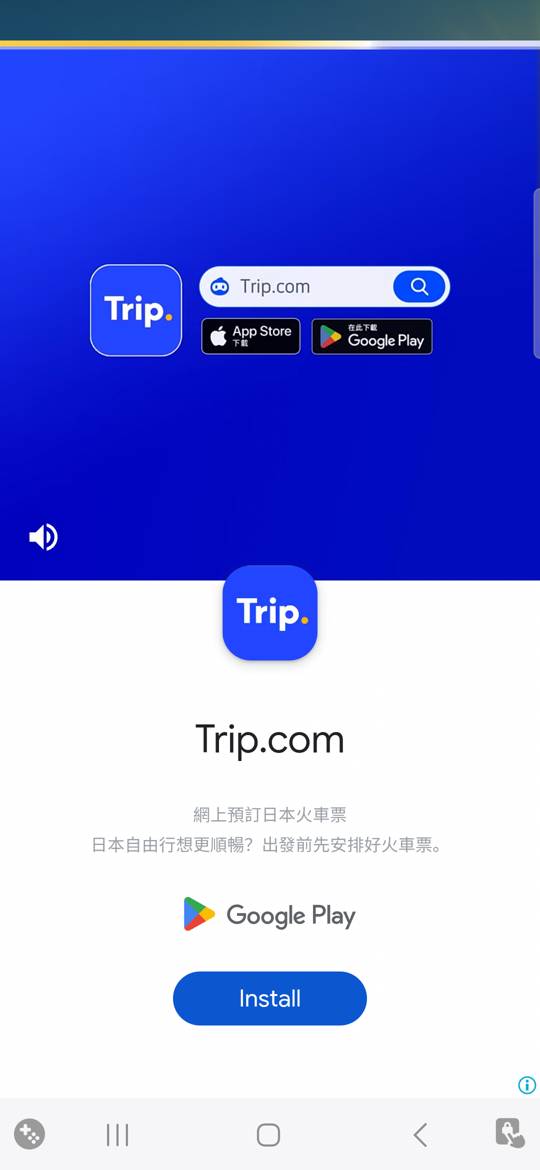 Trip.
Trip.com
App Store
下載
在此下載
Google Play
Trip.
Trip.com
網上預訂日本火車票
日本自由行想更順暢？出發前先安排好火車票。
Google Play
Install